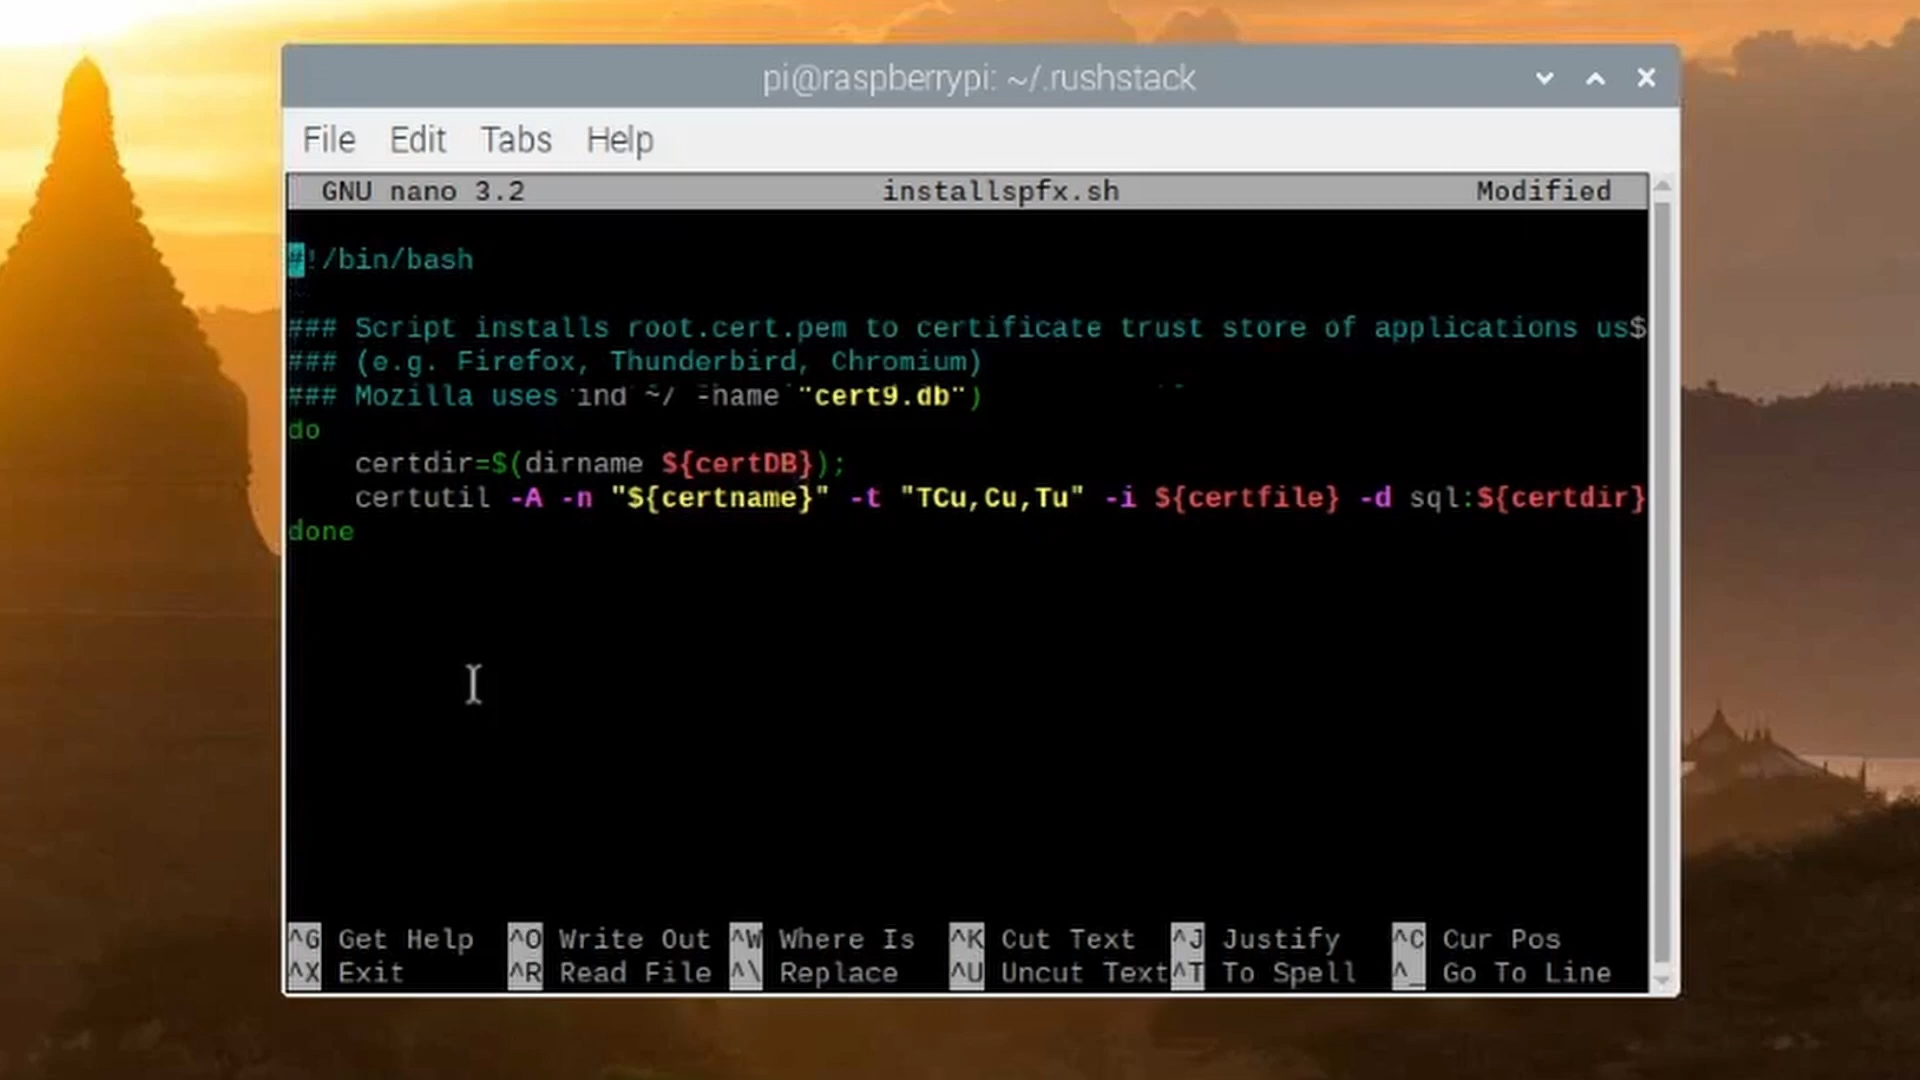 pi@raspberrypi: ~/.rushstack
File Edit Tabs Help
GNU nano 3.2 installspfx.sh Modified
#!/bin/bash
### Script installs root.cert.pem to certificate trust store of applications us$
### (e.g. Firefox, Thunderbird, Chromium)
### Mozilla uses ind ~/ -name "cert9.db")
do
certdir=$(dirname ${certDB});
certutil -A -n "${certname}" -t "TCu,Cu,Tu" -i ${certfile} -d sql:${certdir}
done
^G Get Help ^O Write Out ^W Where Is ^K Cut Text ^J Justify ^C Cur Pos
^X Exit ^R Read File ^\ Replace ^U Uncut Text ^T To Spell ^_ Go To Line